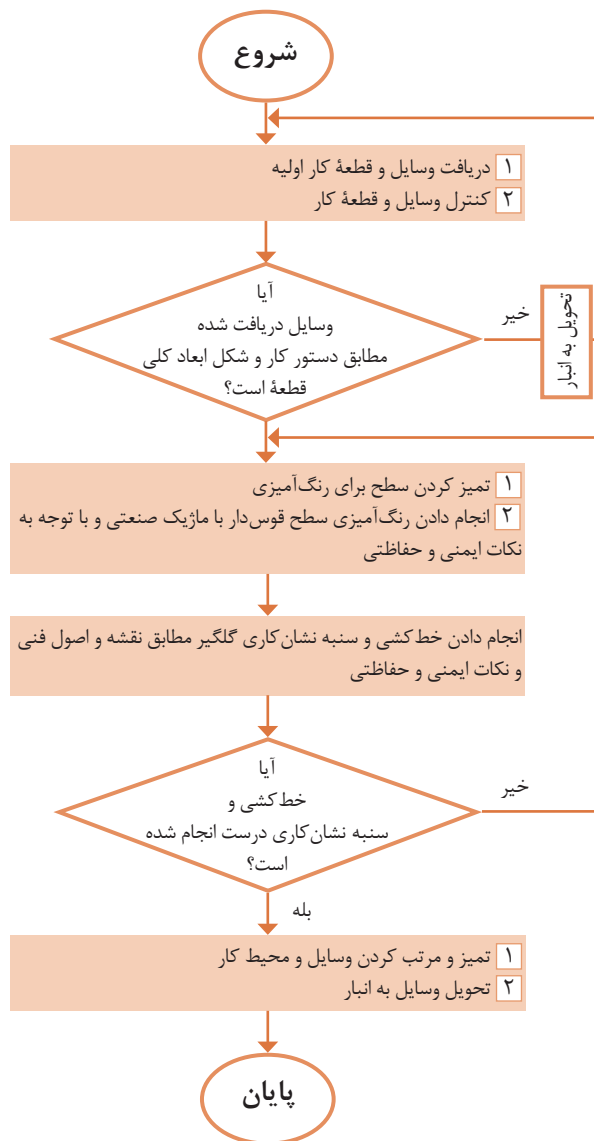 شروع
۱ دریافت وسایل و قطعهٔ کار اولیه
۲ کنترل وسایل و قطعهٔ کار
آیا
وسایل دریافت شده
مطابق دستور کار و شکل ابعاد کلی
قطعهٔ است؟
خیر
تحویل به انبار
۱ تمیز کردن سطح برای رنگ‌آمیزی
۲ انجام دادن رنگ‌آمیزی سطح قوس‌دار با ماژیک صنعتی و با توجه به
نکات ایمنی و حفاظتی
انجام دادن خط‌کشی و سنبه نشان‌کاری گلگیر مطابق نقشه و اصول فنی
و نکات ایمنی و حفاظتی
آیا
خط‌کشی و
سنبه نشان‌کاری درست انجام شده
است؟
خیر
بله
۱ تمیز و مرتب کردن وسایل و محیط کار
۲ تحویل وسایل به انبار
پایان